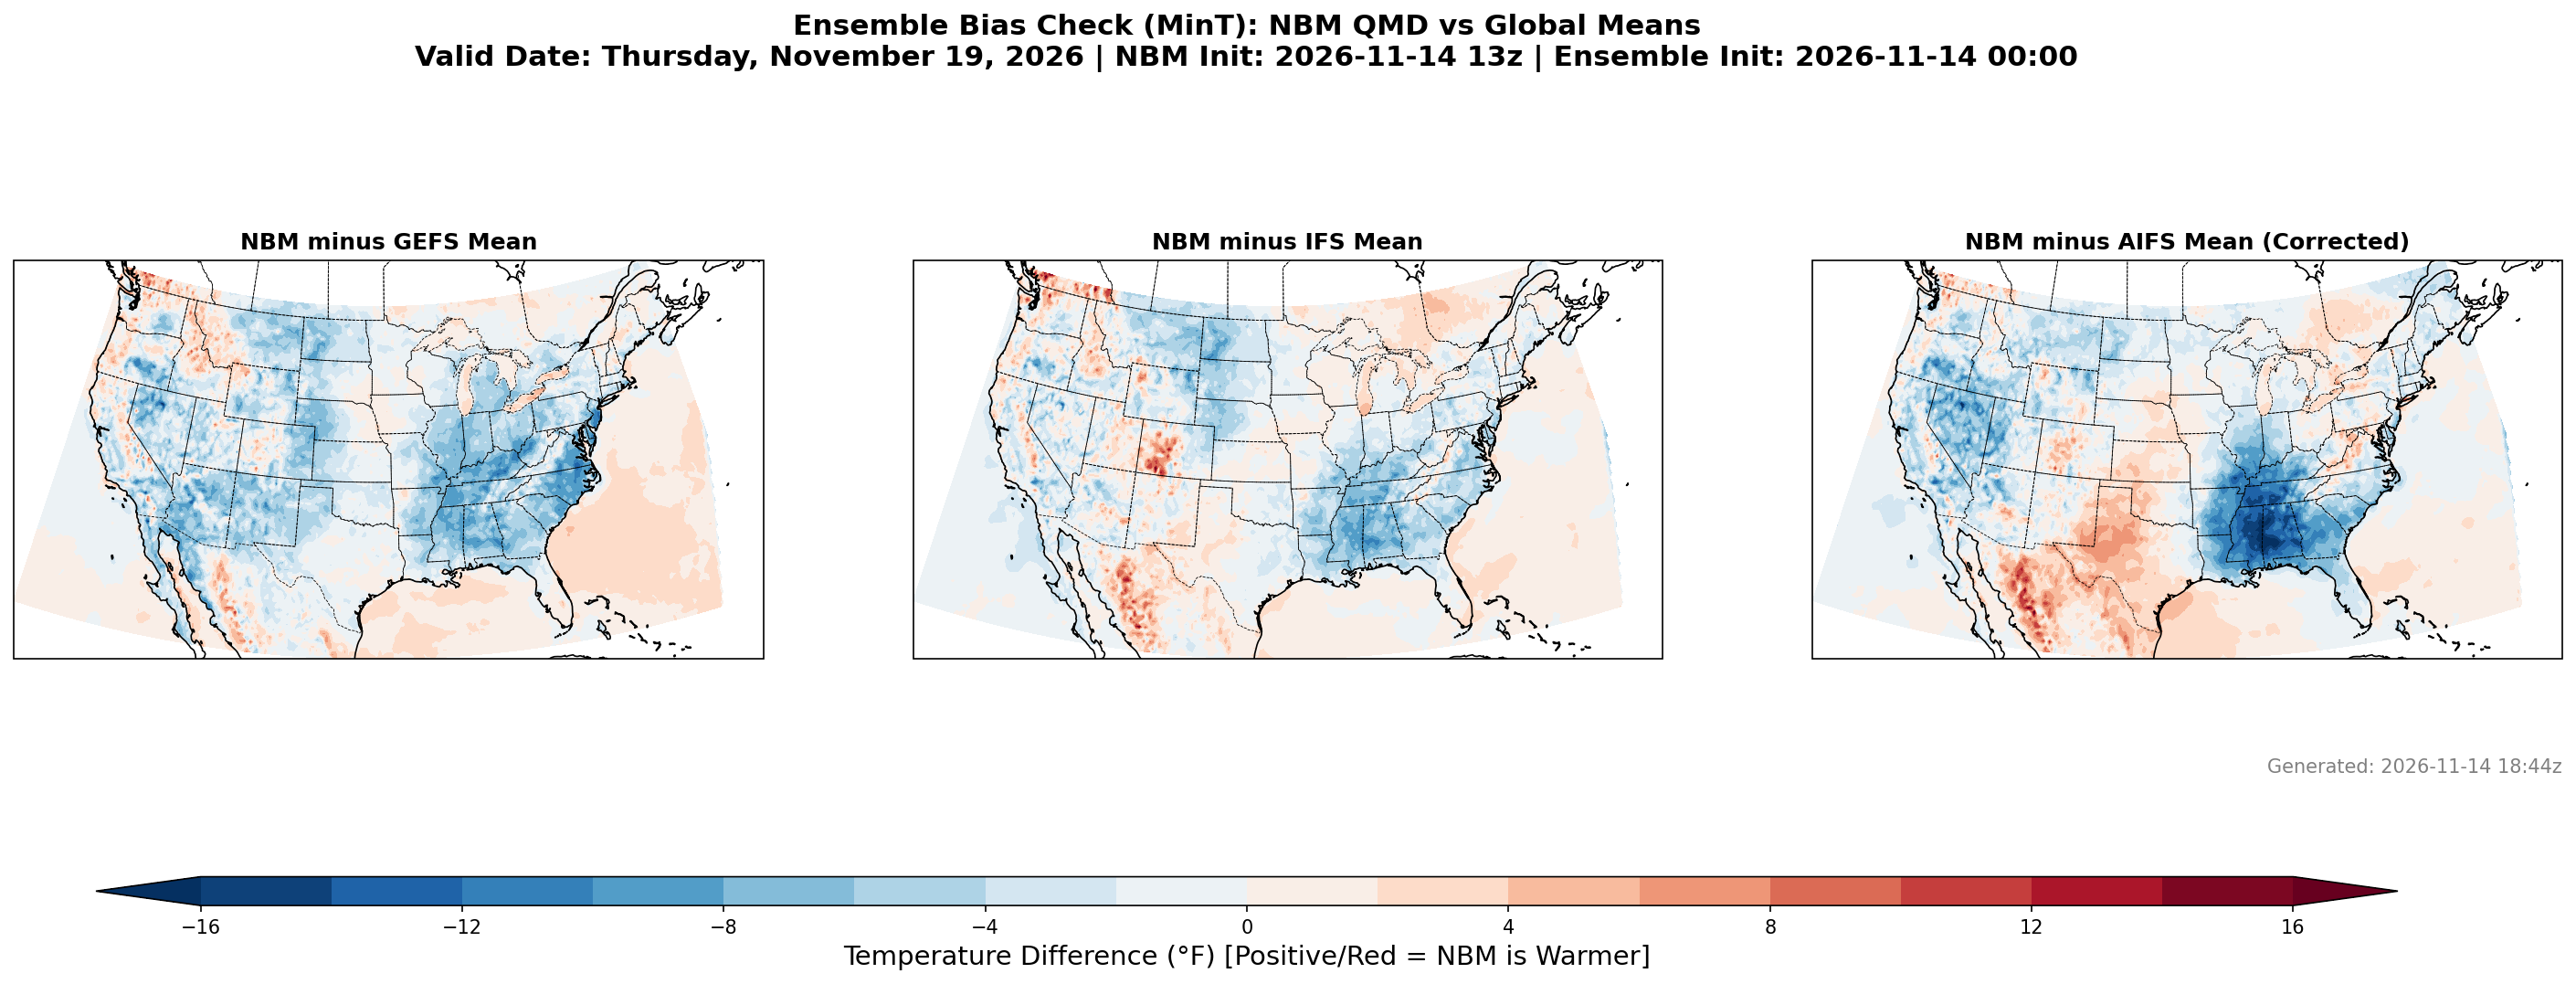 Ensemble Bias Check (MinT): NBM QMD vs Global Means
Valid Date: Thursday, November 19, 2026 | NBM Init: 2026-11-14 13z | Ensemble Init: 2026-11-14 00:00
NBM minus GEFS Mean
NBM minus IFS Mean
NBM minus AIFS Mean (Corrected)
Generated: 2026-11-14 18:44z
−16 −12 −8 −4 0 4 8 12 16
Temperature Difference (°F) [Positive/Red = NBM is Warmer]